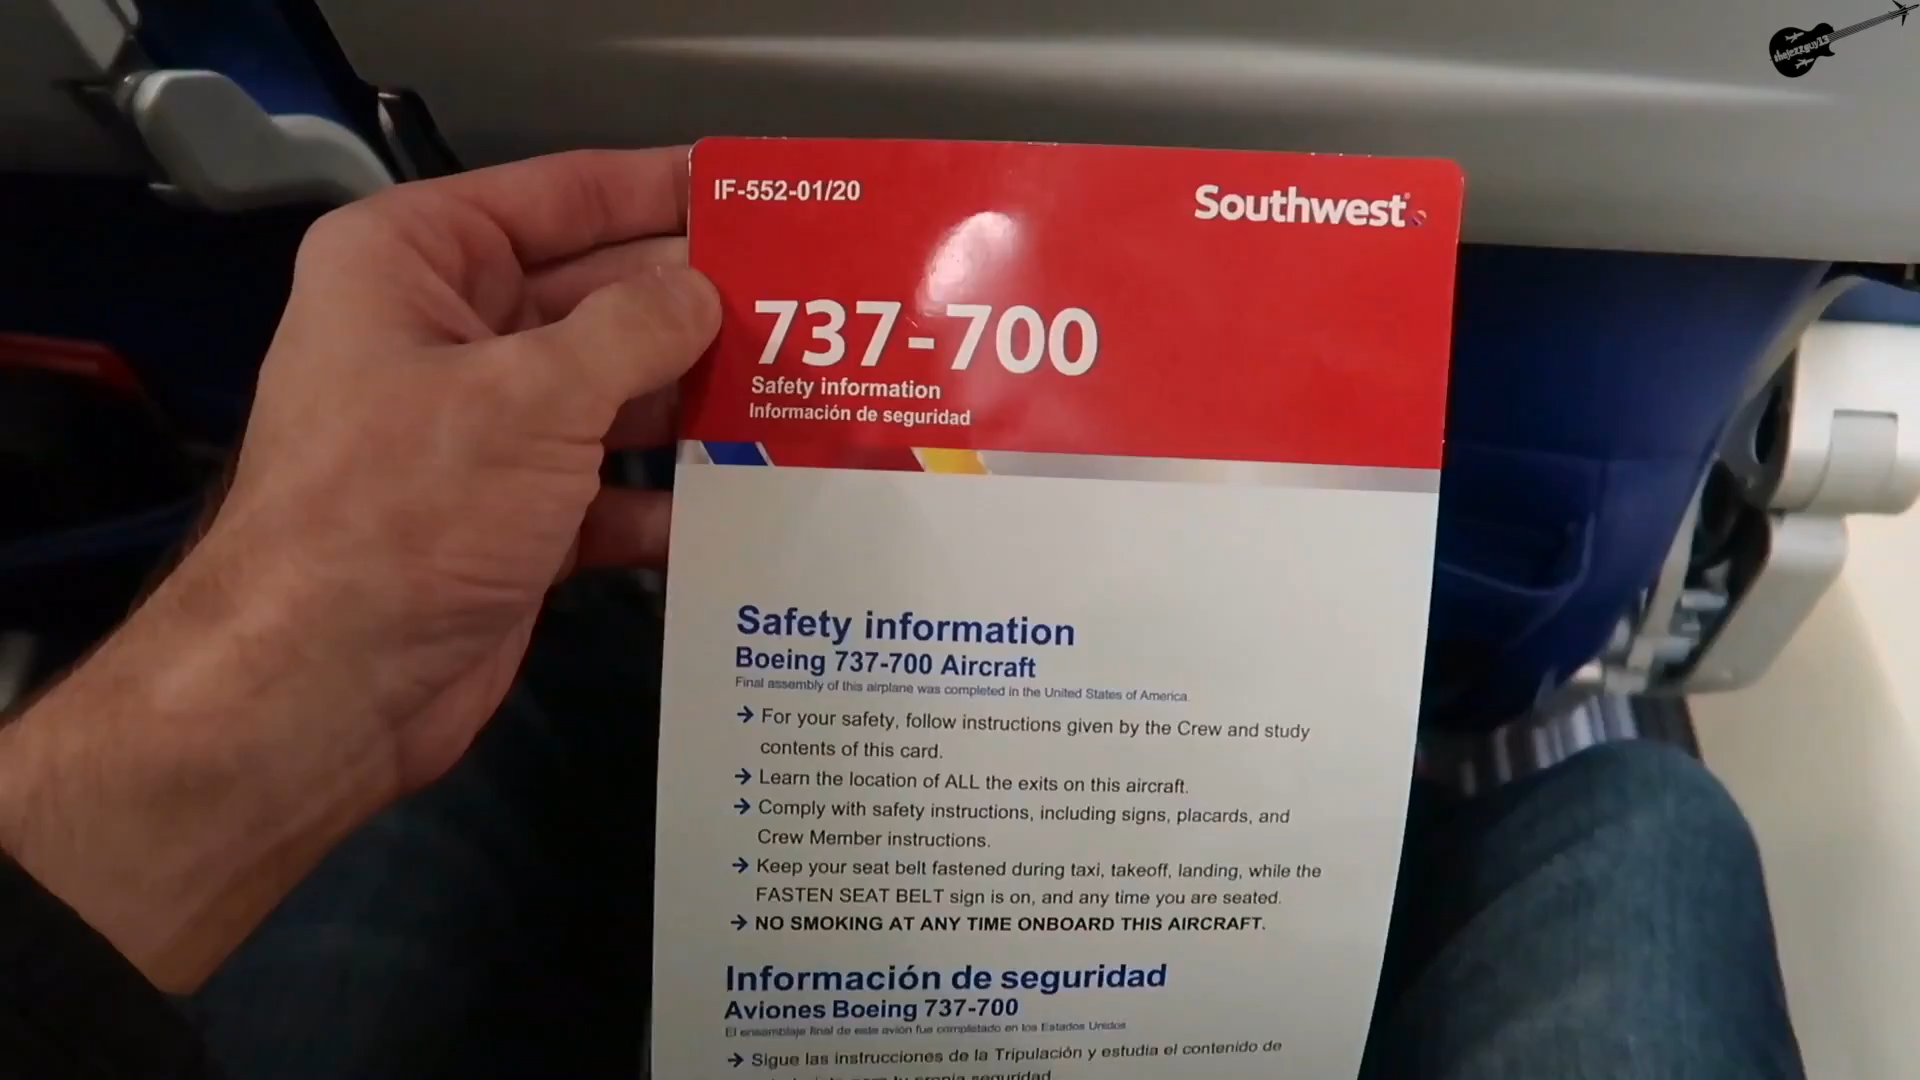 thejazzguy13
IF-552-01/20
Southwest
737-700
Safety information
Información de seguridad
Safety information
Boeing 737-700 Aircraft
Final assembly of this airplane was completed in the United States of America.
→ For your safety, follow instructions given by the Crew and study
contents of this card.
→ Learn the location of ALL the exits on this aircraft.
→ Comply with safety instructions, including signs, placards, and
Crew Member instructions.
→ Keep your seat belt fastened during taxi, takeoff, landing, while the
FASTEN SEAT BELT sign is on, and any time you are seated.
→ NO SMOKING AT ANY TIME ONBOARD THIS AIRCRAFT.
Información de seguridad
Aviones Boeing 737-700
El ensamblaje final de este avión fue completado en los Estados Unidos
→ Sigue las instrucciones de la Tripulación y estudia el contenido de
propia seguridad.